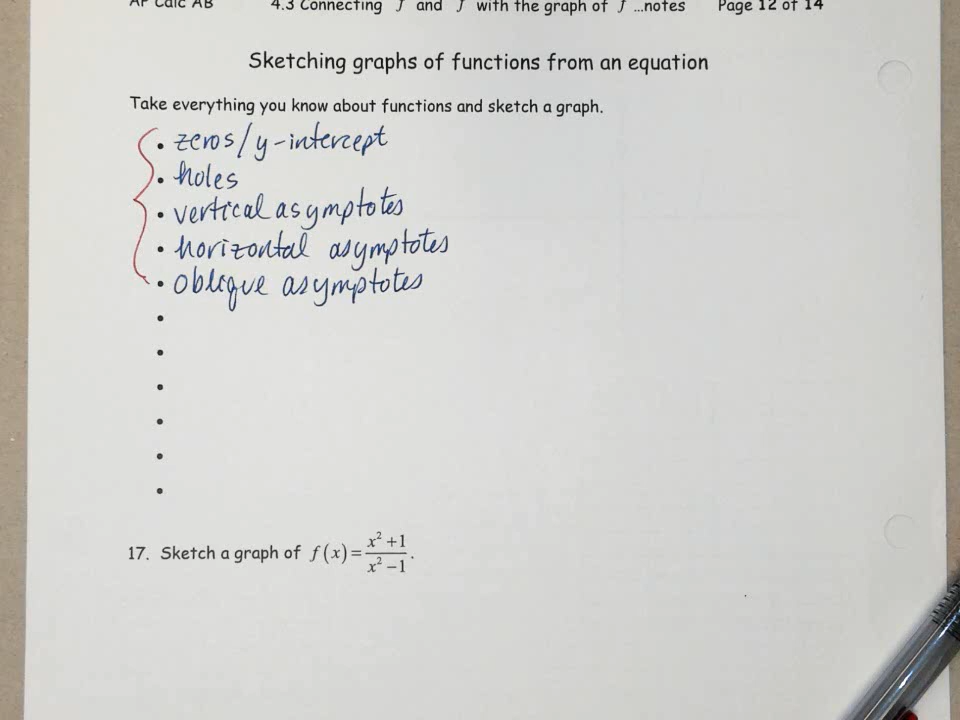 AP Calc AB 4.3 Connecting f' and f" with the graph of f ...notes Page 12 of 14
Sketching graphs of functions from an equation
Take everything you know about functions and sketch a graph.
• zeros/y-intercept
• holes
• vertical asymptotes
• horizontal asymptotes
• oblique asymptotes
•
•
•
•
•
•
17. Sketch a graph of f(x) = (x²+1)/(x²−1).